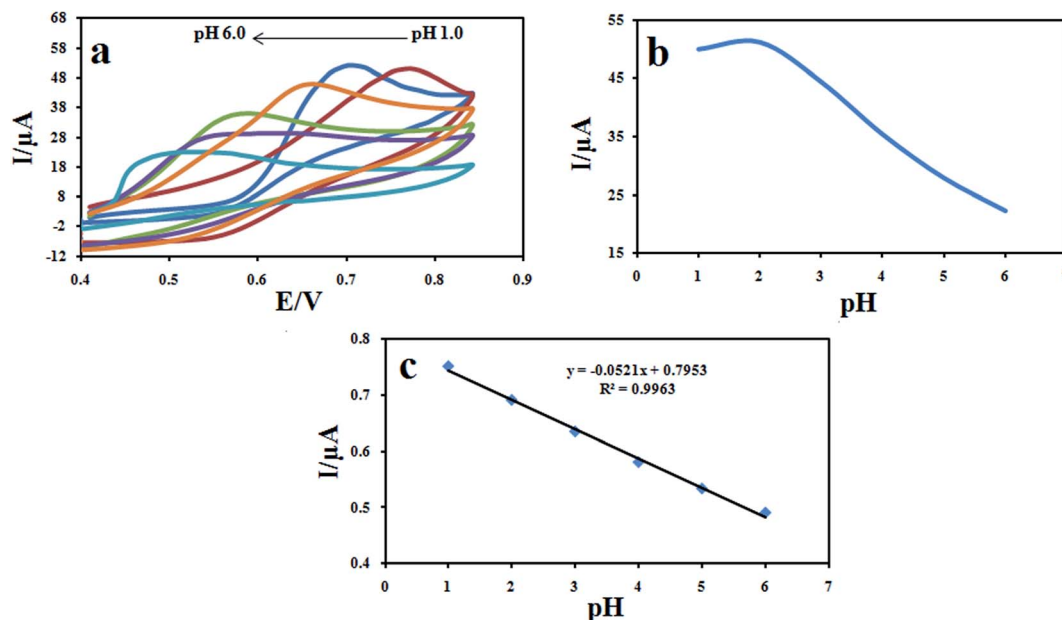 a
pH 6.0 pH 1.0
I/μA
68
58
48
38
28
18
8
-2
-12
0.4 0.5 0.6 0.7 0.8 0.9
E/V
b
I/μA
55
45
35
25
15
0 1 2 3 4 5 6
pH
c
y = -0.0521x + 0.7953
R² = 0.9963
I/μA
0.8
0.7
0.6
0.5
0.4
0 1 2 3 4 5 6 7
pH